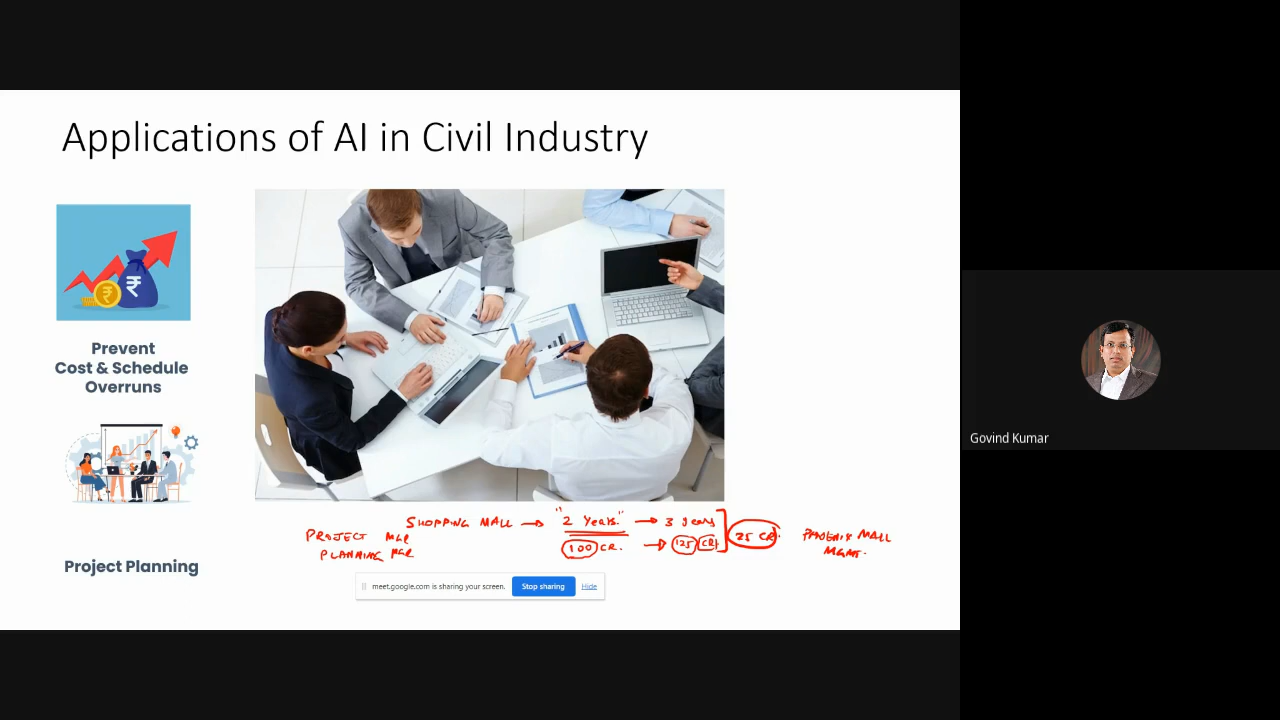 Applications of AI in Civil Industry
Prevent
Cost & Schedule
Overruns
Project Planning
SHOPPING MALL → "2 Years" → 3 years
PROJECT MGR
PLANNING MGR
100 CR. → 125 CR. 25 CR.
PHOENIX MALL
MGMT.
meet.google.com is sharing your screen. Stop sharing Hide
Govind Kumar